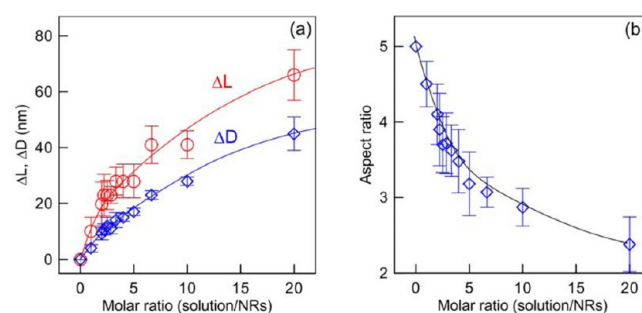 (a)
80
60
40
20
0
ΔL, ΔD (nm)
ΔL
ΔD
0 5 10 15 20
Molar ratio (solution/NRs)
(b)
5
4
3
2
Aspect ratio
0 5 10 15 20
Molar ratio (solution/NRs)